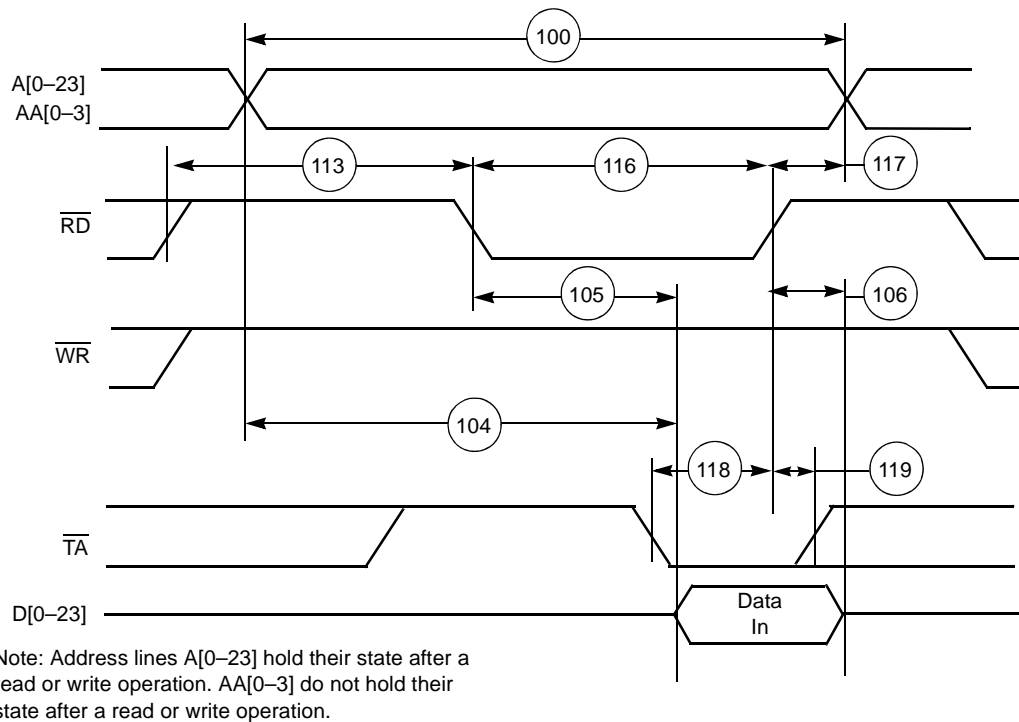 100
A[0–23]
AA[0–3]
113
116
117
RD
105
106
WR
104
118
119
TA
D[0–23]
Data
In
Note: Address lines A[0–23] hold their state after a
read or write operation. AA[0–3] do not hold their
state after a read or write operation.